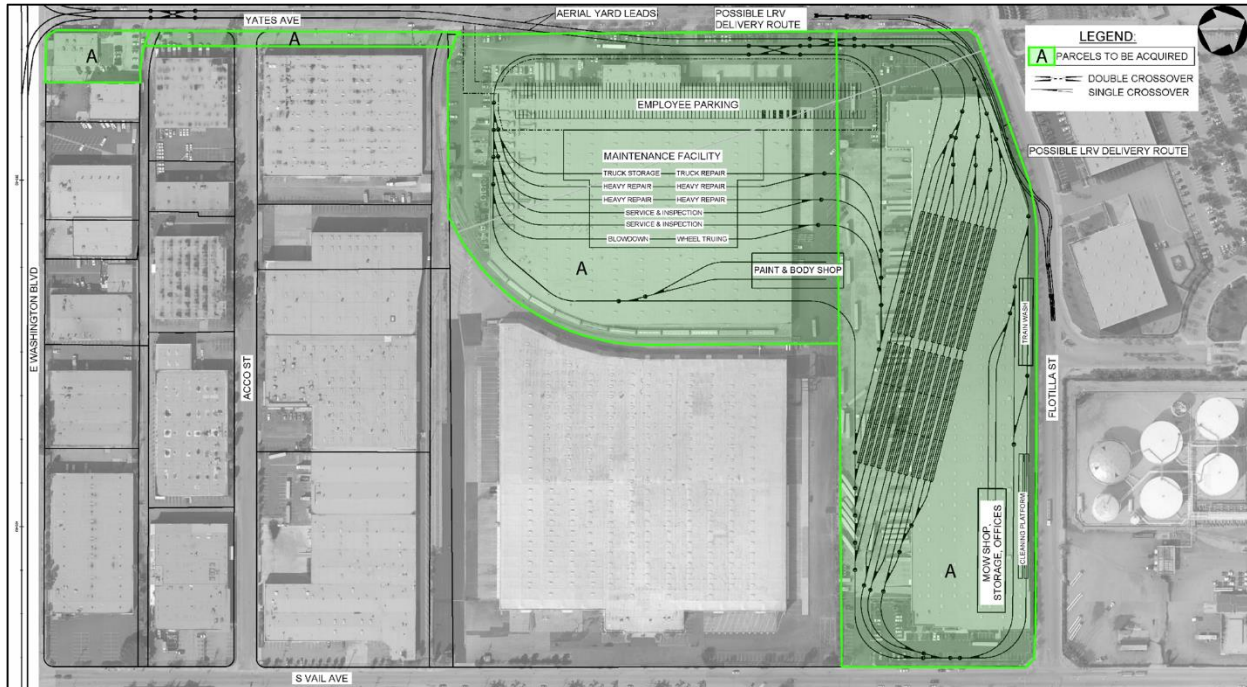 YATES AVE
AERIAL YARD LEADS
POSSIBLE LRV
DELIVERY ROUTE
LEGEND:
A PARCELS TO BE ACQUIRED
DOUBLE CROSSOVER
SINGLE CROSSOVER
A
A
EMPLOYEE PARKING
POSSIBLE LRV DELIVERY ROUTE
MAINTENANCE FACILITY
TRUCK STORAGE TRUCK REPAIR
HEAVY REPAIR HEAVY REPAIR
HEAVY REPAIR HEAVY REPAIR
SERVICE & INSPECTION
SERVICE & INSPECTION
BLOWDOWN WHEEL TRUING
A
PAINT & BODY SHOP
E WASHINGTON BLVD
ACCO ST
TRAIN WASH
FLOTILLA ST
MOW SHOP,
STORAGE, OFFICES
CLEANING PLATFORM
A
S VAIL AVE